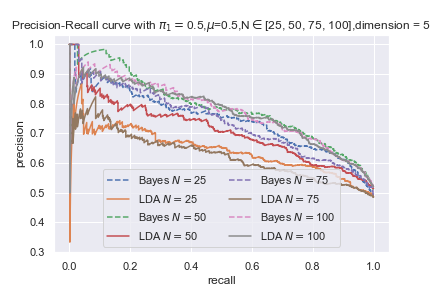 Precision-Recall curve with π₁ = 0.5,μ=0.5,N ∈ [25, 50, 75, 100],dimension = 5
1.0
0.9
0.8
0.7
0.6
0.5
0.4
0.3
precision
Bayes N = 25
LDA N = 25
Bayes N = 50
LDA N = 50
Bayes N = 75
LDA N = 75
Bayes N = 100
LDA N = 100
0.0 0.2 0.4 0.6 0.8 1.0
recall